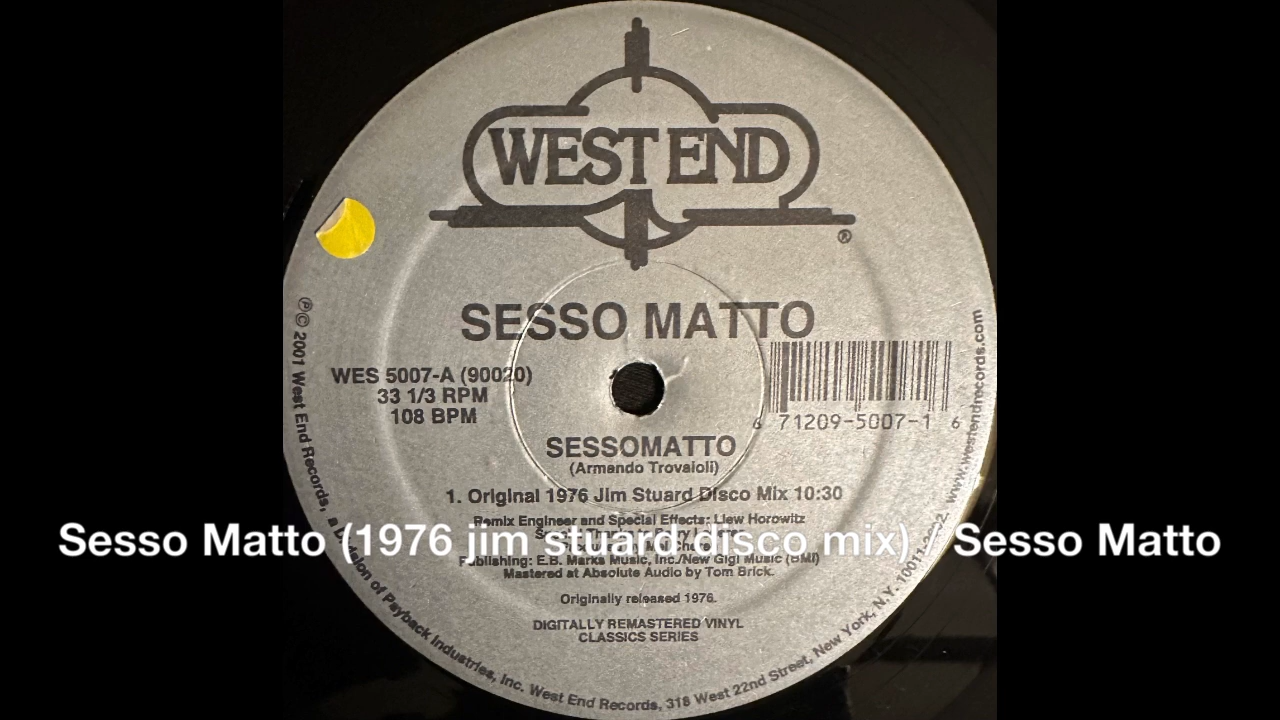 WEST END
®
SESSO MATTO
WES 5007-A (90020)
33 1/3 RPM
108 BPM
6 71209-5007-1 6
SESSOMATTO
(Armando Trovaioli)
1. Original 1976 Jim Stuard Disco Mix 10:30
Remix Engineer and Special Effects: Liew Horowitz
Sesso Matto (1976 jim stuard disco mix) / Sesso Matto
Publishing: E.B. Marks Music, Inc./New Gigi Music (BMI)
Mastered at Absolute Audio by Tom Brick.
Originally released 1976.
DIGITALLY REMASTERED VINYL
CLASSICS SERIES
℗© 2001 West End Records, a Division of Payback Industries, Inc. West End Records, 318 West 22nd Street, New York, N.Y. 10011 www.westendrecords.com